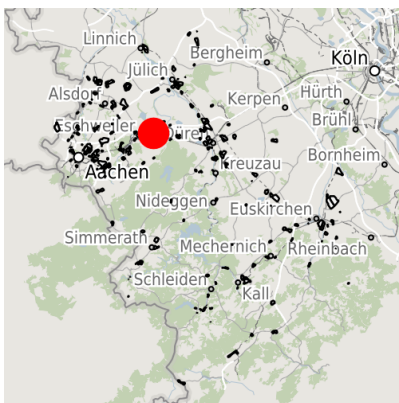 Linnich
Bergheim
Köln
Jülich
Alsdorf
Kerpen
Hürth
Brühl
Eschweiler
Düren
Bornheim
Kreuzau
Aachen
Nideggen
Euskirchen
Simmerath
Mechernich
Rheinbach
Schleiden
Kall